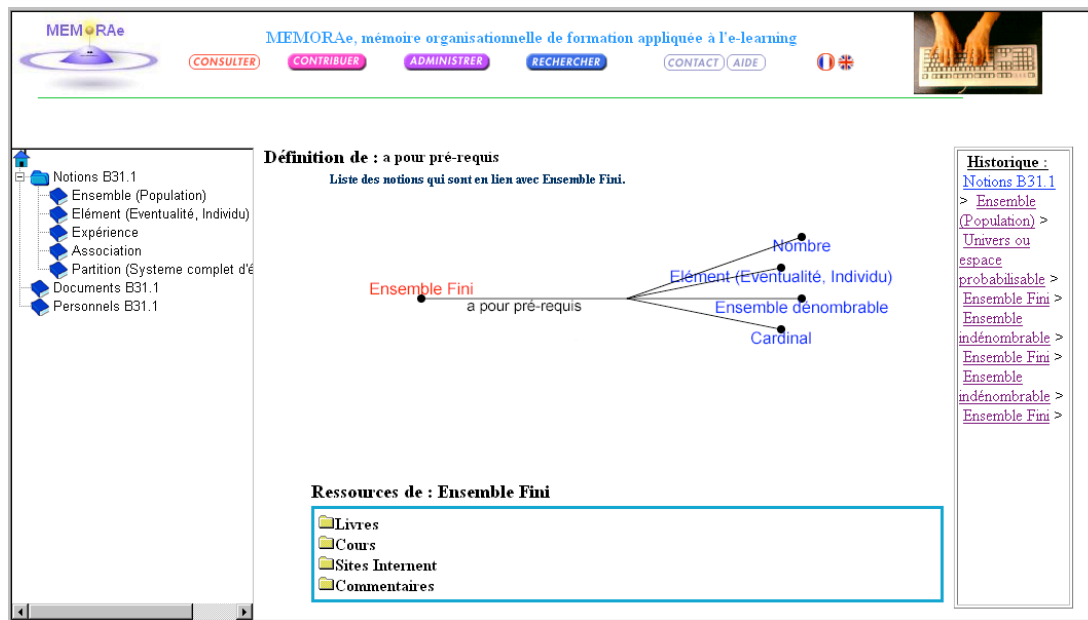 MEMORAe
MEMORAe, mémoire organisationnelle de formation appliquée à l'e-learning
CONSULTER CONTRIBUER ADMINISTRER RECHERCHER CONTACT AIDE
Notions B31.1
Ensemble (Population)
Elément (Eventualité, Individu)
Expérience
Association
Partition (Systeme complet d'é
Documents B31.1
Personnels B31.1
Définition de : a pour pré-requis
Liste des notions qui sont en lien avec Ensemble Fini.
Ensemble Fini
a pour pré-requis
Nombre
Elément (Eventualité, Individu)
Ensemble dénombrable
Cardinal
Ressources de : Ensemble Fini
Livres
Cours
Sites Internent
Commentaires
Historique :
Notions B31.1
> Ensemble
(Population) >
Univers ou
espace
probabilisable >
Ensemble Fini >
Ensemble
indénombrable >
Ensemble Fini >
Ensemble
indénombrable >
Ensemble Fini >